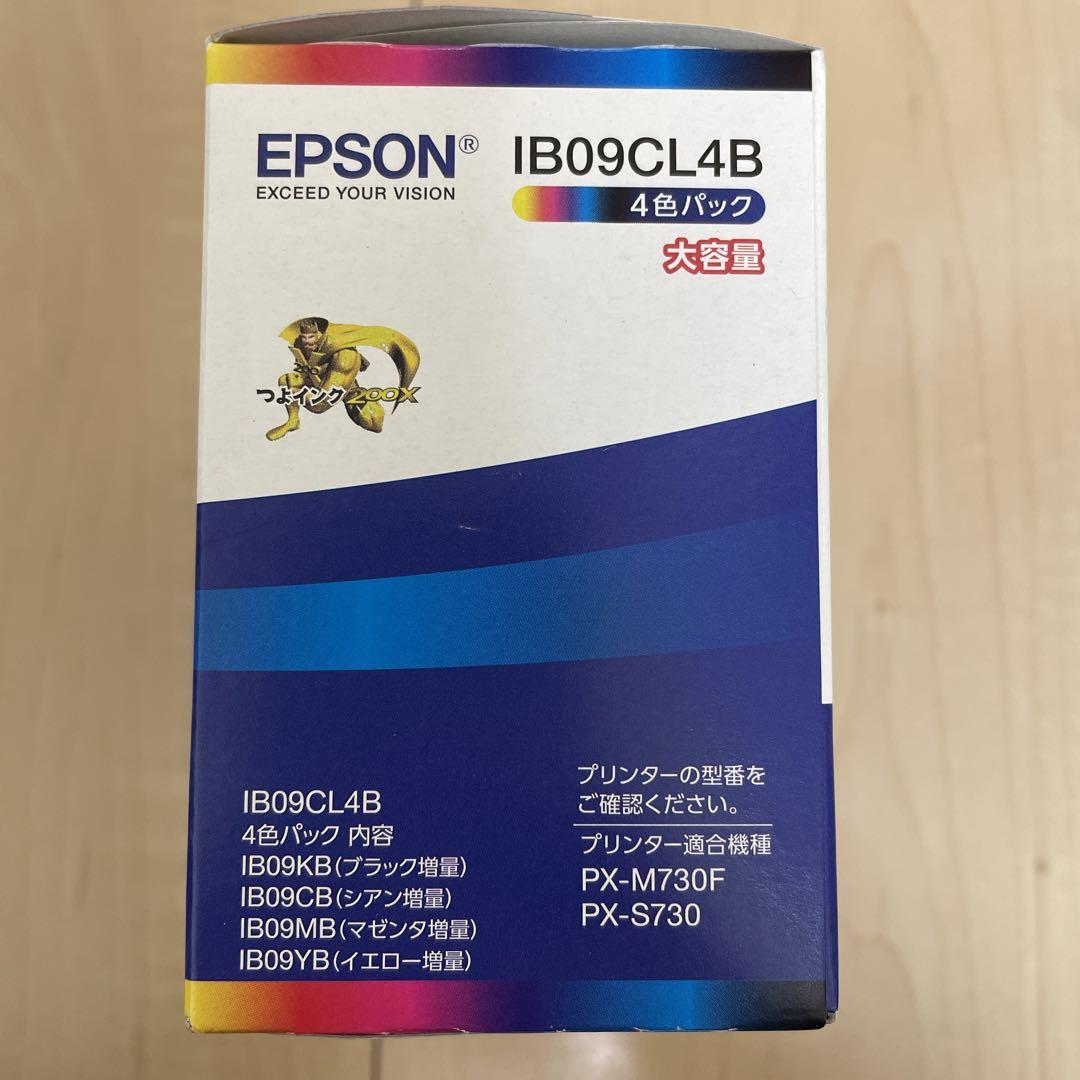 EPSON®
EXCEED YOUR VISION
IB09CL4B
4色パック
大容量
200
つよインク200X
IB09CL4B
4色パック 内容
IB09KB(ブラック増量)
IB09CB(シアン増量)
IB09MB(マゼンタ増量)
IB09YB(イエロー増量)
プリンターの型番を
ご確認ください。
プリンター適合機種
PX-M730F
PX-S730